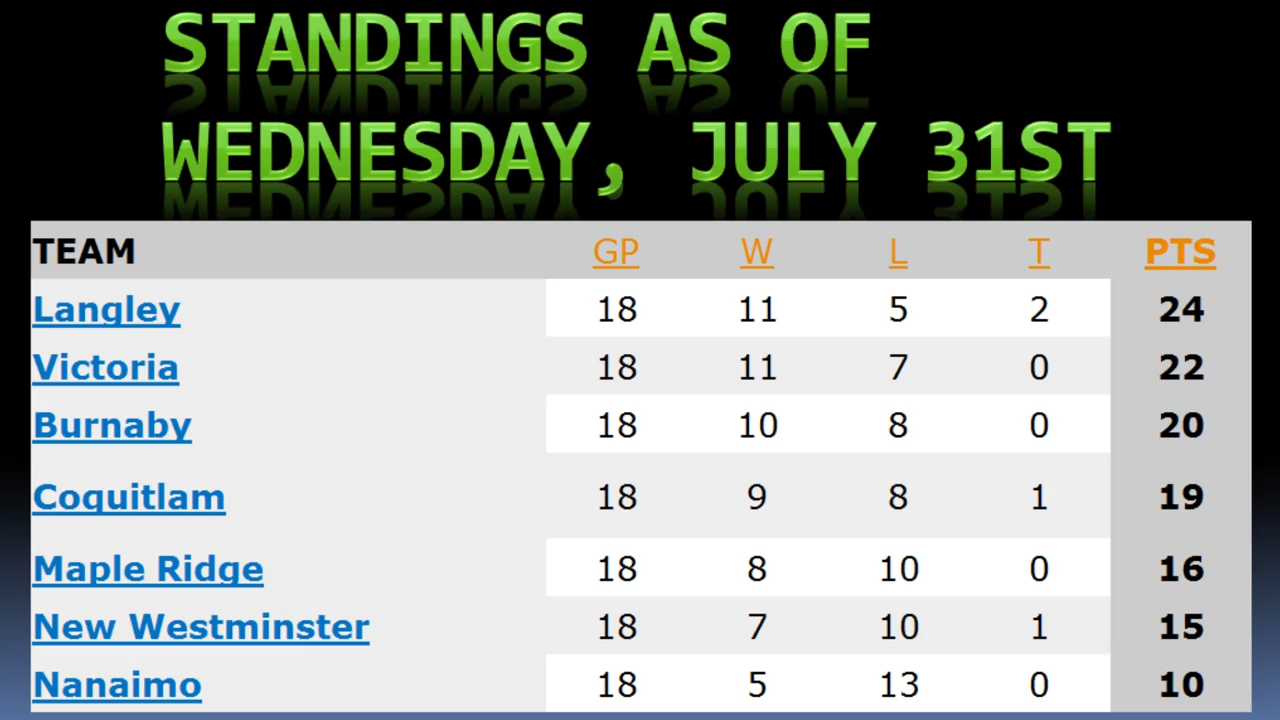 STANDINGS AS OF
WEDNESDAY, JULY 31ST
TEAM GP W L T PTS
Langley 18 11 5 2 24
Victoria 18 11 7 0 22
Burnaby 18 10 8 0 20
Coquitlam 18 9 8 1 19
Maple Ridge 18 8 10 0 16
New Westminster 18 7 10 1 15
Nanaimo 18 5 13 0 10